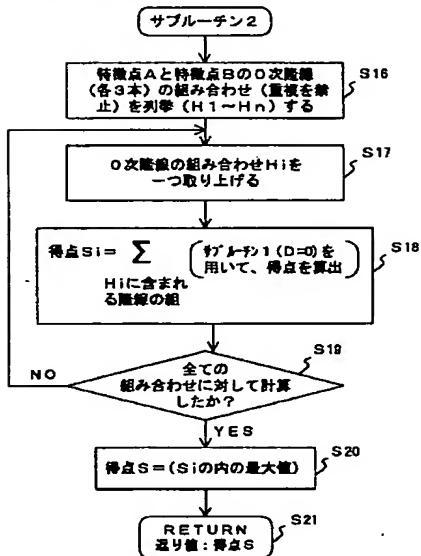 サブルーチン2
特徴点Aと特徴点Bの0次隆線
(各3本)の組み合わせ(重複を禁
止)を列挙(H1~Hn)する
S16
0次隆線の組み合わせHiを
一つ取り上げる
S17
得点Si= Σ (サブルーチン1(D=0)を
用いて、得点を算出)
Hiに含まれ
る隆線の組
S18
全ての
組み合わせに対して計算
したか?
S19
NO
YES
得点S=(Siの内の最大値)
S20
RETURN
返り値:得点S
S21